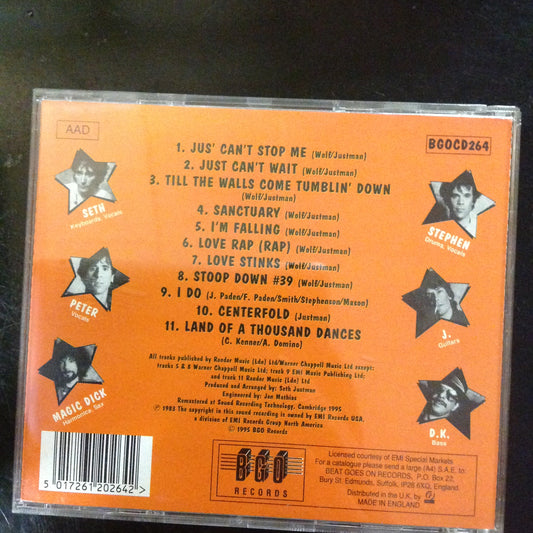 AAD
BGOCD264
1. JUS' CAN'T STOP ME (Wolf/Justman)
2. JUST CAN'T WAIT (Wolf/Justman)
3. TILL THE WALLS COME TUMBLIN' DOWN
(Wolf/Justman)
4. SANCTUARY (Wolf/Justman)
5. I'M FALLING (Wolf/Justman)
6. LOVE RAP (RAP) (Wolf/Justman)
7. LOVE STINKS (Wolf/Justman)
8. STOOP DOWN #39 (Wolf/Justman)
9. I DO (J. Paden/F. Paden/Smith/Stephenson/Mason)
10. CENTERFOLD (Justman)
11. LAND OF A THOUSAND DANCES
(C. Kenner/A. Domino)
SETH
Keyboards, Vocals
PETER
Vocals
MAGIC DICK
Harmonica, Sax
STEPHEN
Drums, Vocals
J.
Guitars
D.K.
Bass
All tracks published by Rondor Music (Ldn) Ltd/Warner Chappell Music Ltd except:
tracks 5 & 8 Warner Chappell Music Ltd; track 9 EMI Music Publishing Ltd;
and track 11 Rondor Music (Ldn) Ltd
Produced and Arranged by: Seth Justman
Engineered by: Joe Mathias
Remastered at Sound Recording Technology, Cambridge 1995
℗ 1983 The copyright in this sound recording is owned by EMI Records USA,
a division of EMI Records Group North America.
© 1995 BGO Records
5 017261 202642 >
BGO
RECORDS
Licensed courtesy of EMI Special Markets
For a catalogue please send a large (A4) S.A.E. to:
BEAT GOES ON RECORDS, P.O. Box 22,
Bury St. Edmunds, Suffolk, IP28 6XQ, England.
Distributed in the U.K. by
MADE IN ENGLAND